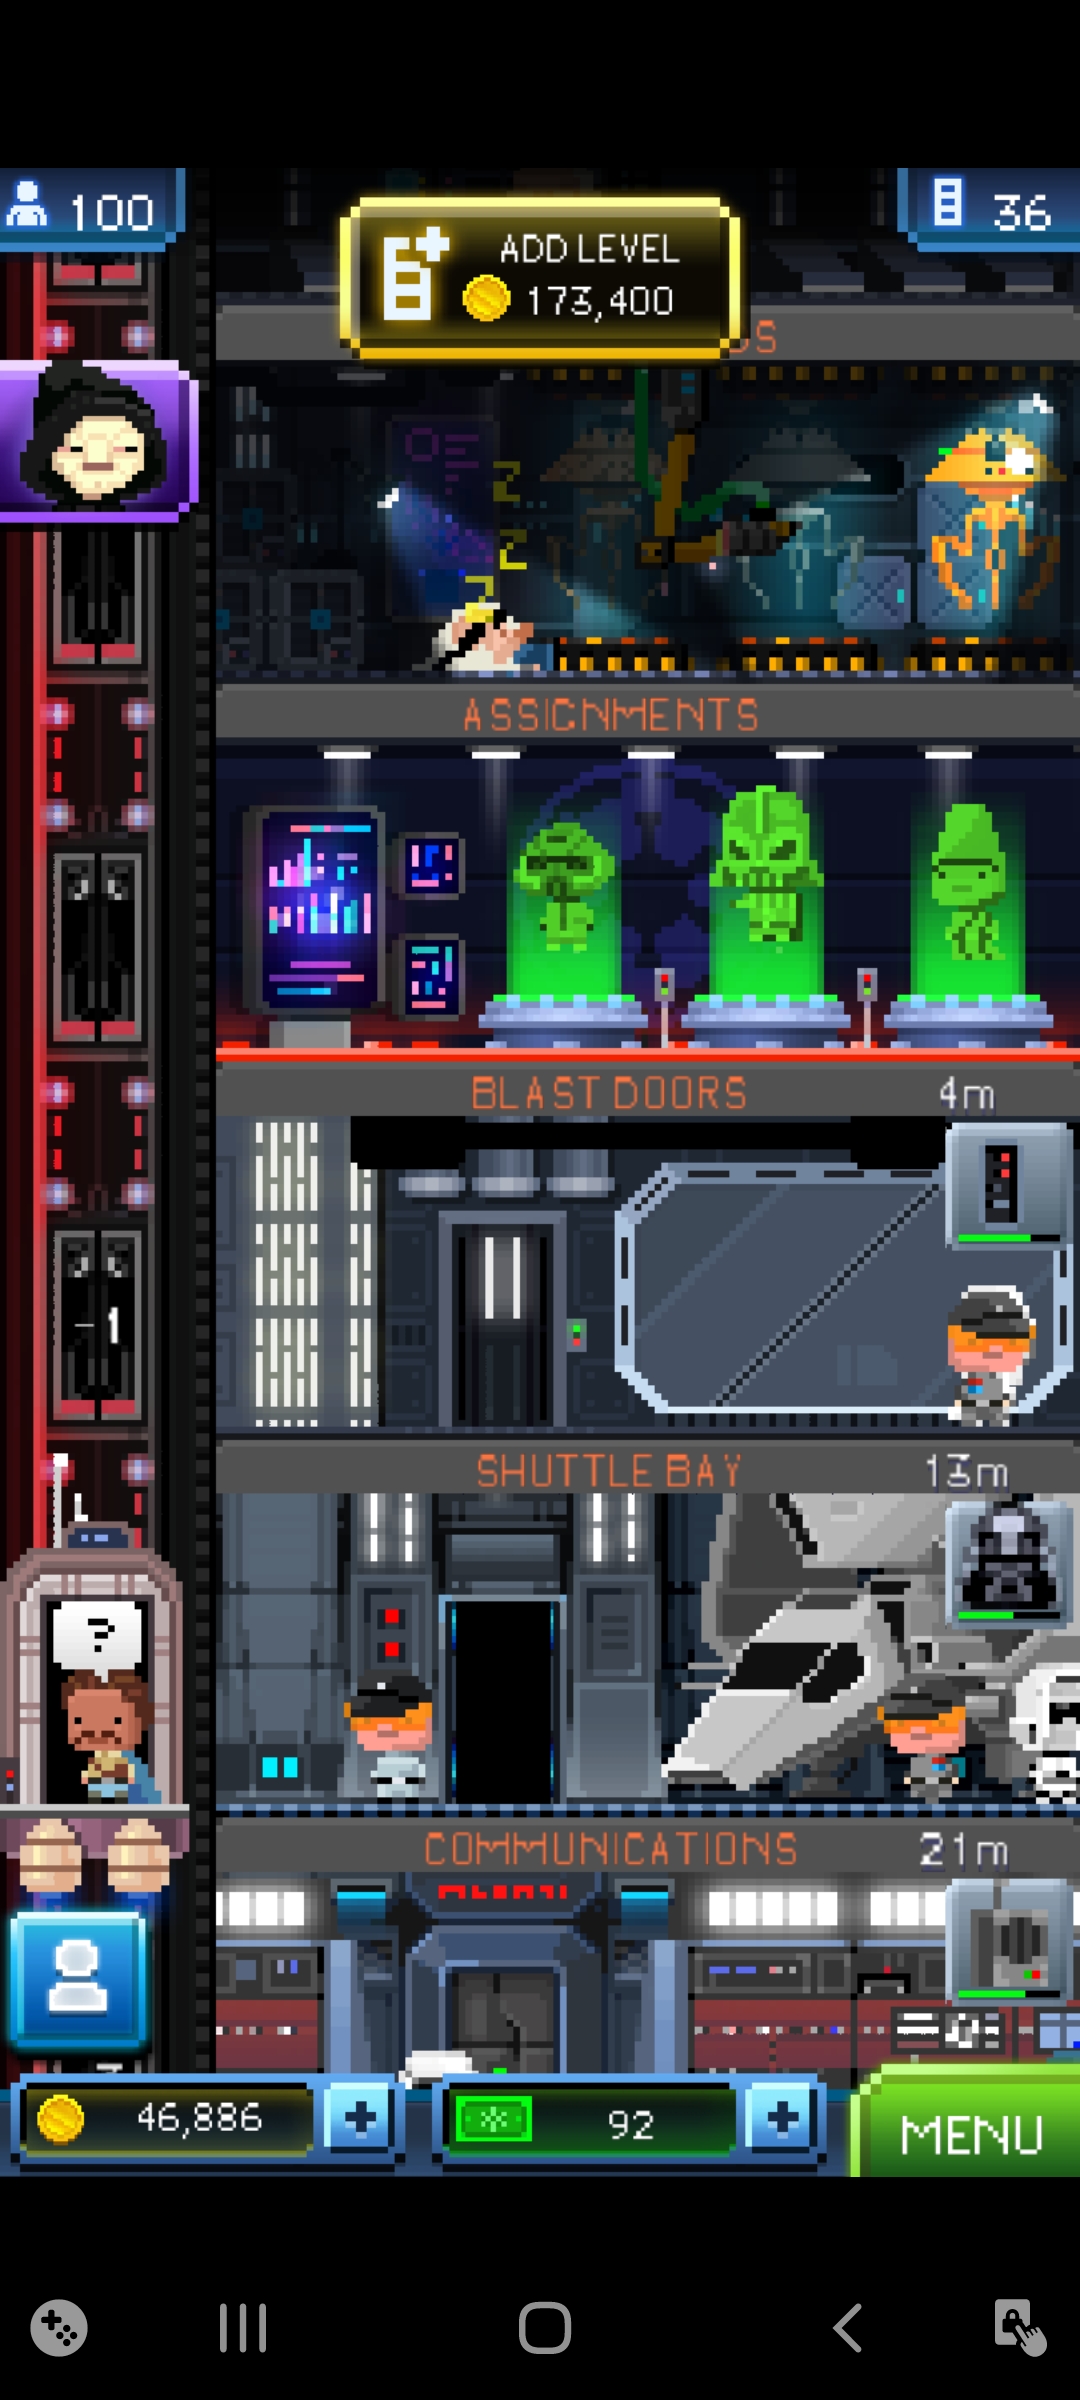 100
ADD LEVEL
173,400
36
ASSIGNMENTS
BLAST DOORS
4m
-1
SHUTTLE BAY
13m
?
COMMUNICATIONS
21m
46,886
+
92
+
MENU